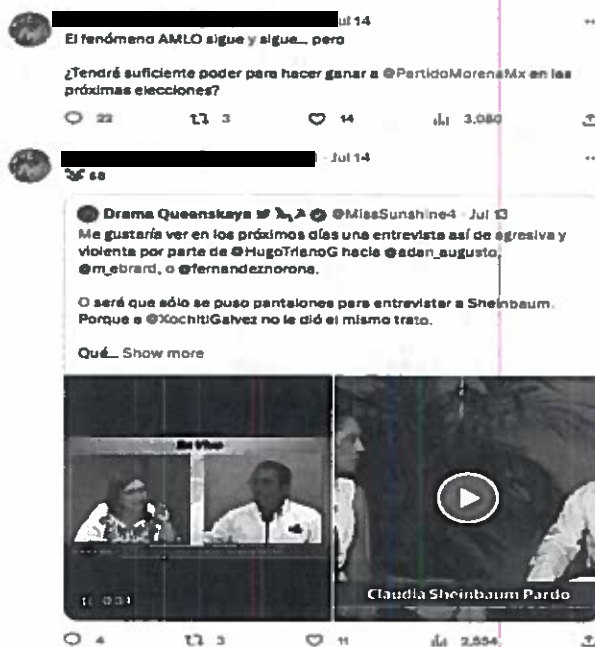 Jul 14
El fenómeno AMLO sigue y sigue... pero
¿Tendrá suficiente poder para hacer ganar a @PartidoMorenaMx en las
próximas elecciones?
22 3 14 3,080
· Jul 14
sa
Drama Queenskaya @MissSunshine4 · Jul 13
Me gustaría ver en los próximos días una entrevista así de agresiva y
violenta por parte de @HugoTrianoG hacia @adan_augusto,
@m_ebrard, o @fernandeznorona.
O será que sólo se puso pantalones para entrevistar a Sheinbaum.
Porque a @XochitlGalvez no le dió el mismo trato.
Qué... Show more
En Vivo
Claudia Sheinbaum Pardo
4 3 11 2,554